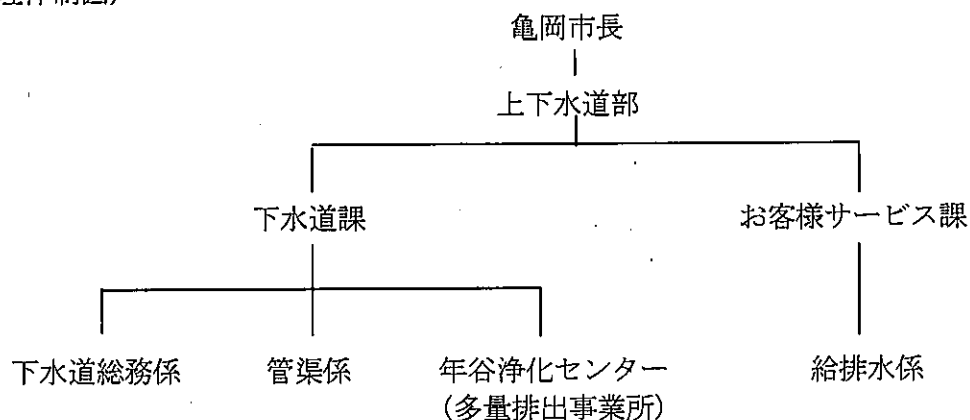 亀岡市長
上下水道部
下水道課
お客様サービス課
下水道総務係
管渠係
年谷浄化センター
(多量排出事業所)
給排水係